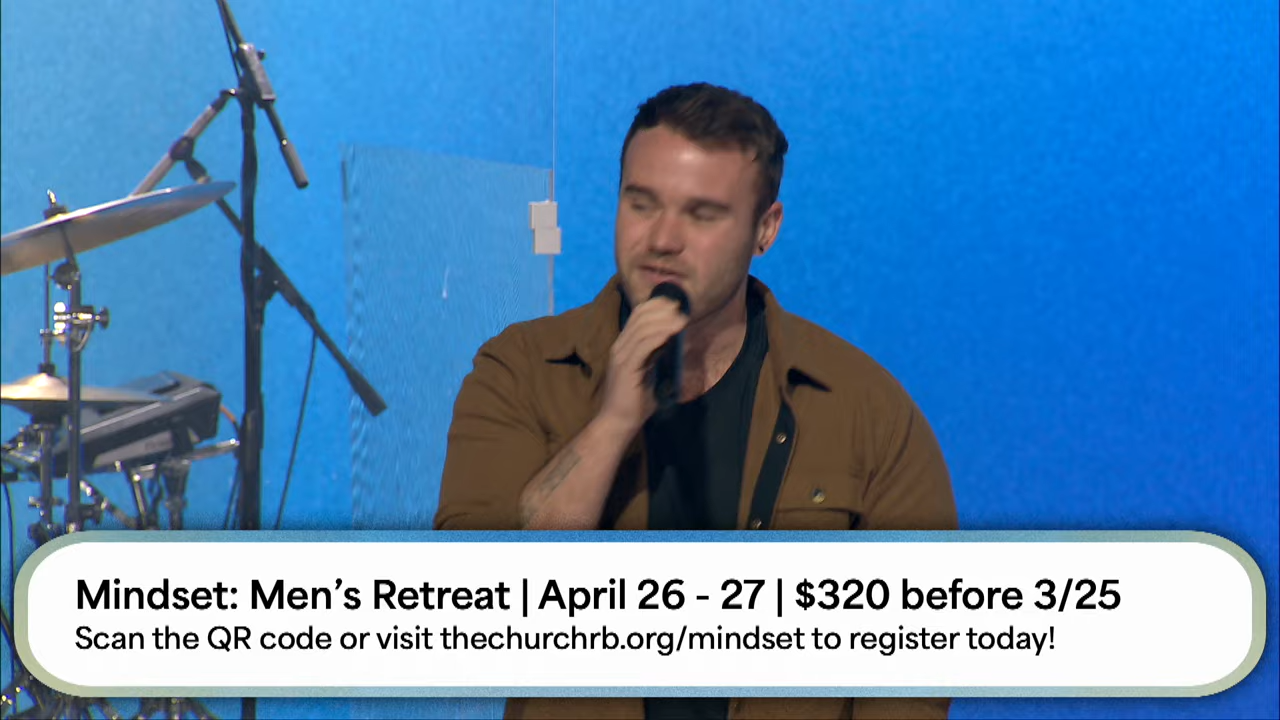 Mindset: Men's Retreat | April 26 - 27 | $320 before 3/25
Scan the QR code or visit thechurchrb.org/mindset to register today!